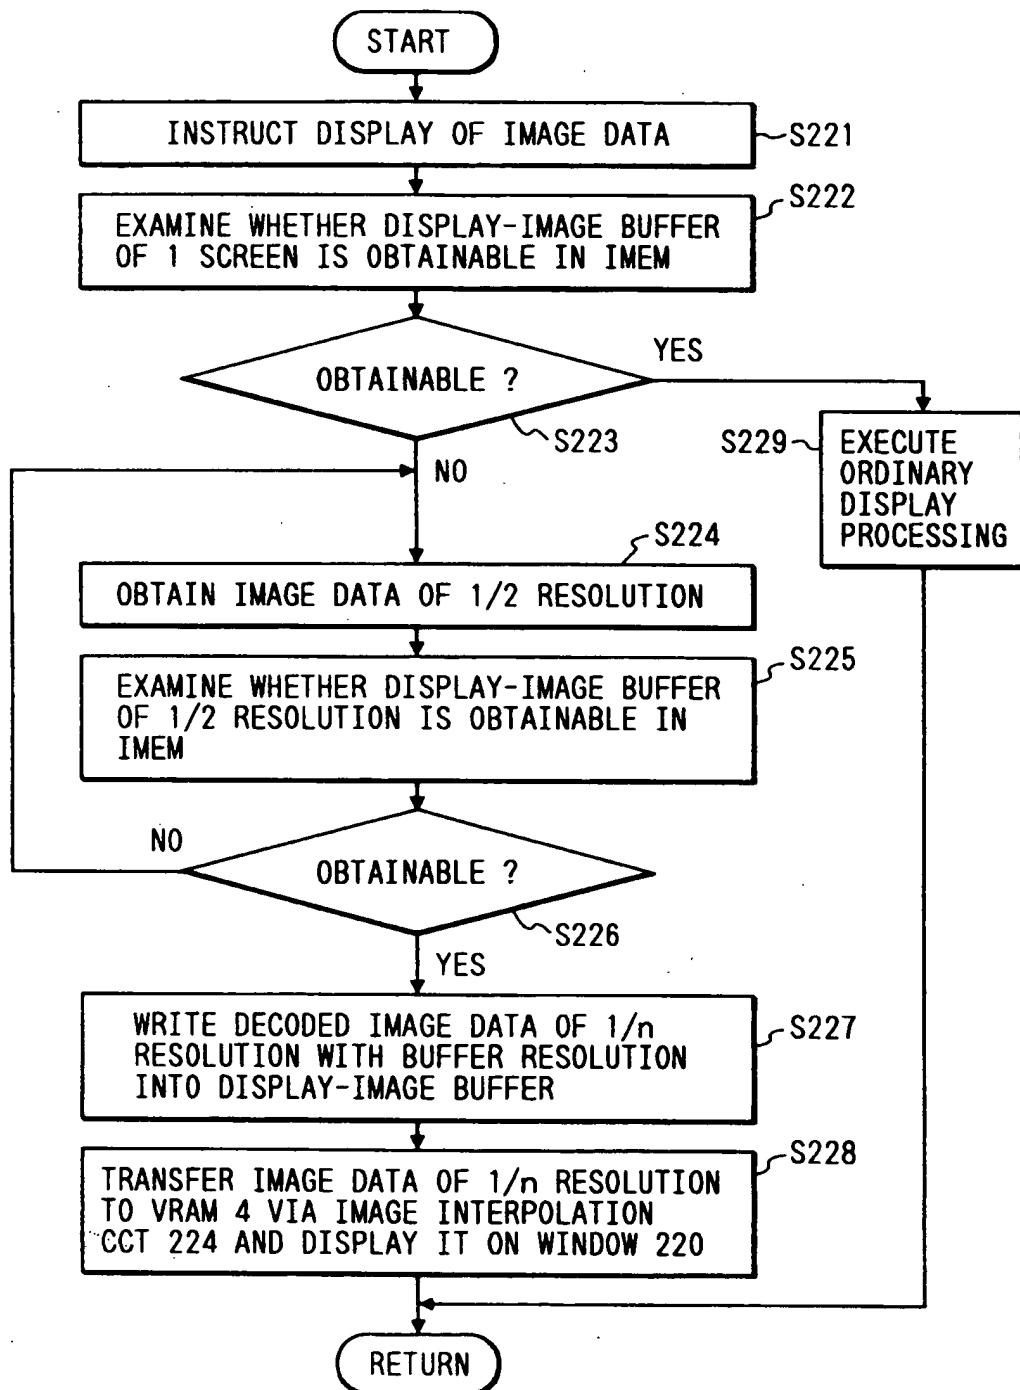 START
INSTRUCT DISPLAY OF IMAGE DATA
S221
S222
EXAMINE WHETHER DISPLAY-IMAGE BUFFER
OF 1 SCREEN IS OBTAINABLE IN IMEM
YES
OBTAINABLE ?
S223
NO
S229
EXECUTE
ORDINARY
DISPLAY
PROCESSING
S224
OBTAIN IMAGE DATA OF 1/2 RESOLUTION
S225
EXAMINE WHETHER DISPLAY-IMAGE BUFFER
OF 1/2 RESOLUTION IS OBTAINABLE IN
IMEM
NO
OBTAINABLE ?
S226
YES
WRITE DECODED IMAGE DATA OF 1/n
RESOLUTION WITH BUFFER RESOLUTION
INTO DISPLAY-IMAGE BUFFER
S227
S228
TRANSFER IMAGE DATA OF 1/n RESOLUTION
TO VRAM 4 VIA IMAGE INTERPOLATION
CCT 224 AND DISPLAY IT ON WINDOW 220
RETURN